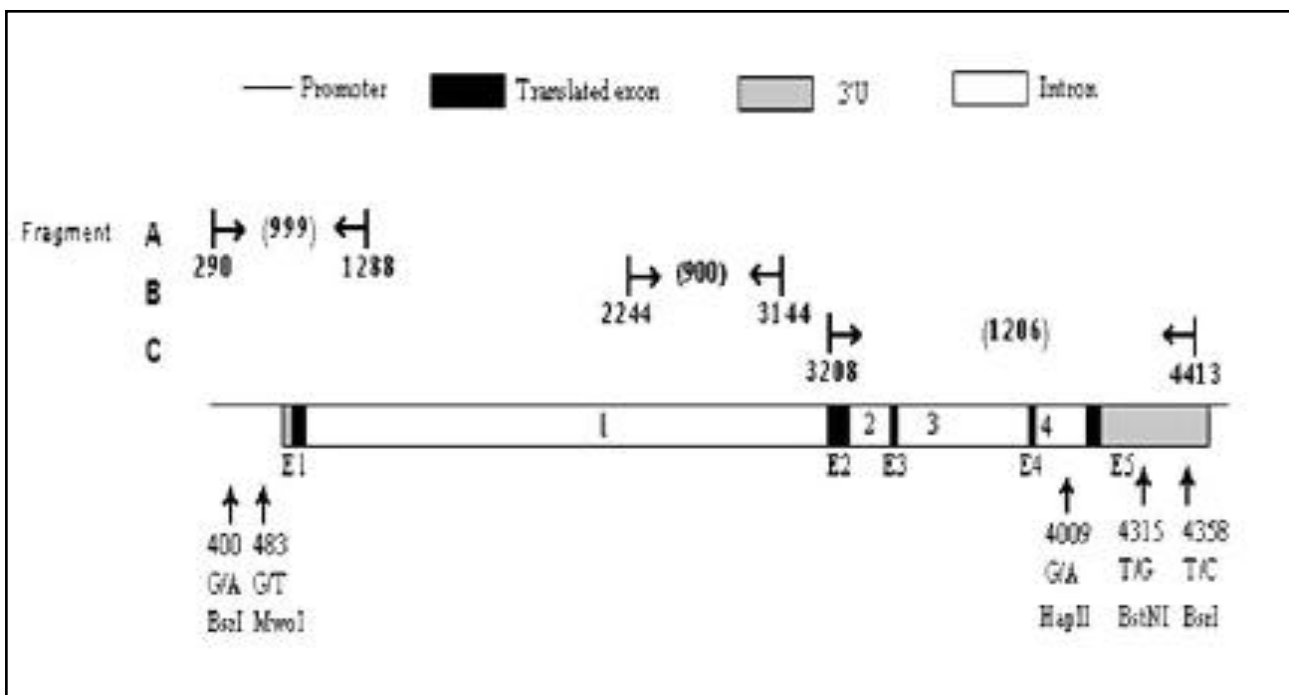 Promoter Translated exon 3'U Intron
Fragment A (999)
290 1288
B (900)
2244 3144
C (1206)
3208 4413
1 2 3 4
E1 E2 E3 E4 E5
400 483 4009 4315 4358
G/A G/T G/A T/G T/C
BsrI MwoI HapII BstNI BsrI